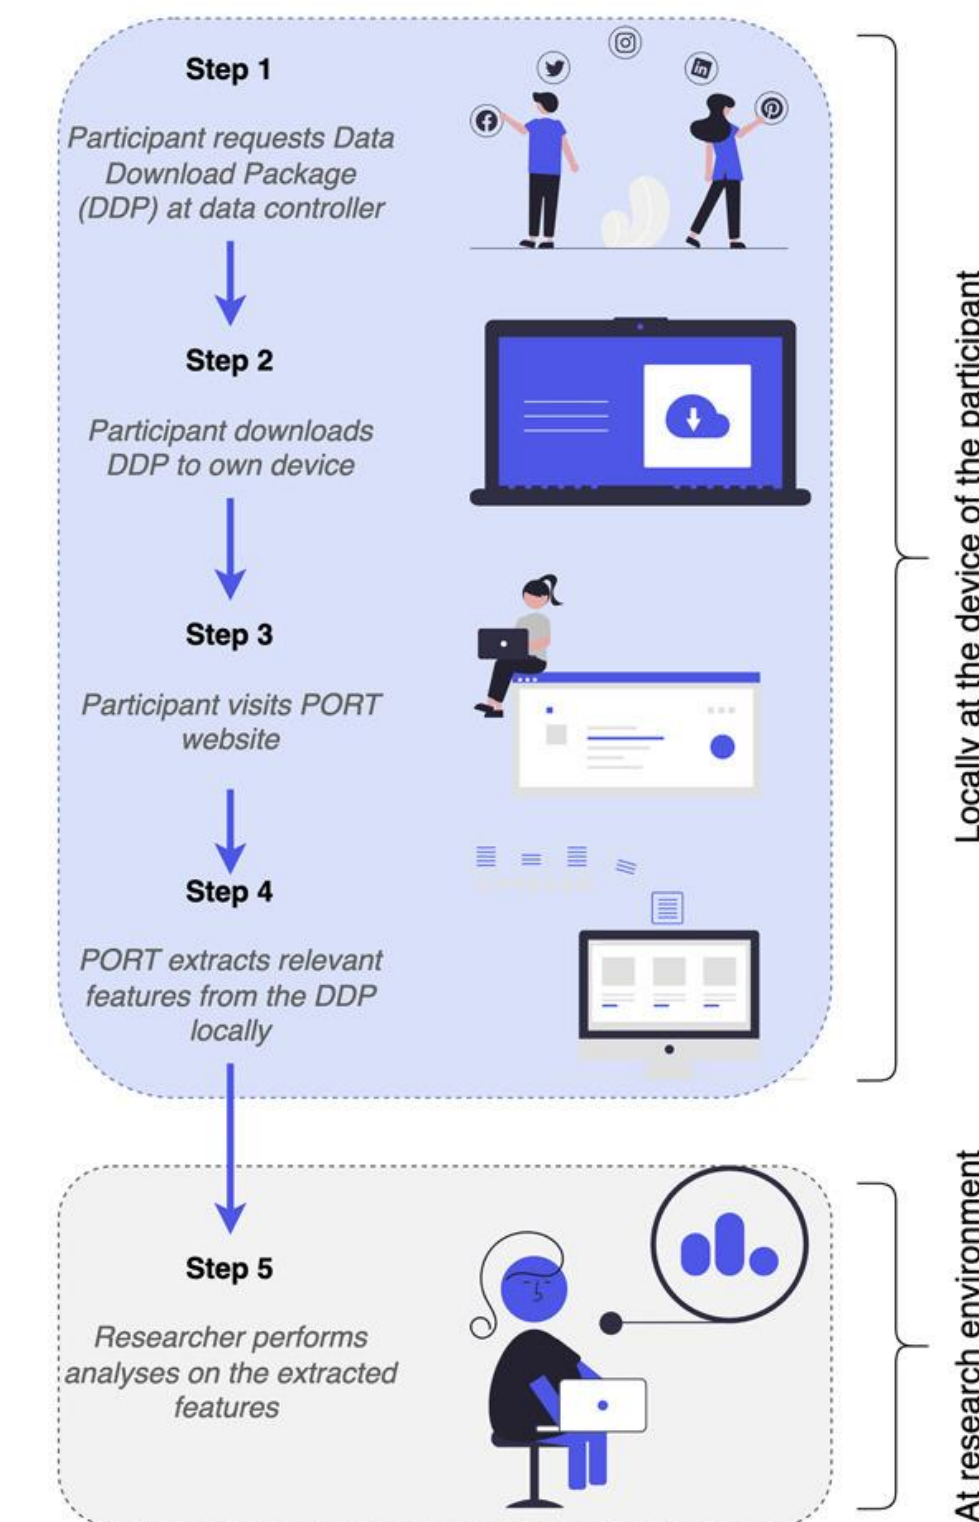 Step 1
Participant requests Data
Download Package
(DDP) at data controller
Step 2
Participant downloads
DDP to own device
Step 3
Participant visits PORT
website
Step 4
PORT extracts relevant
features from the DDP
locally
Step 5
Researcher performs
analyses on the extracted
features
Locally at the device of the participant
At research environment